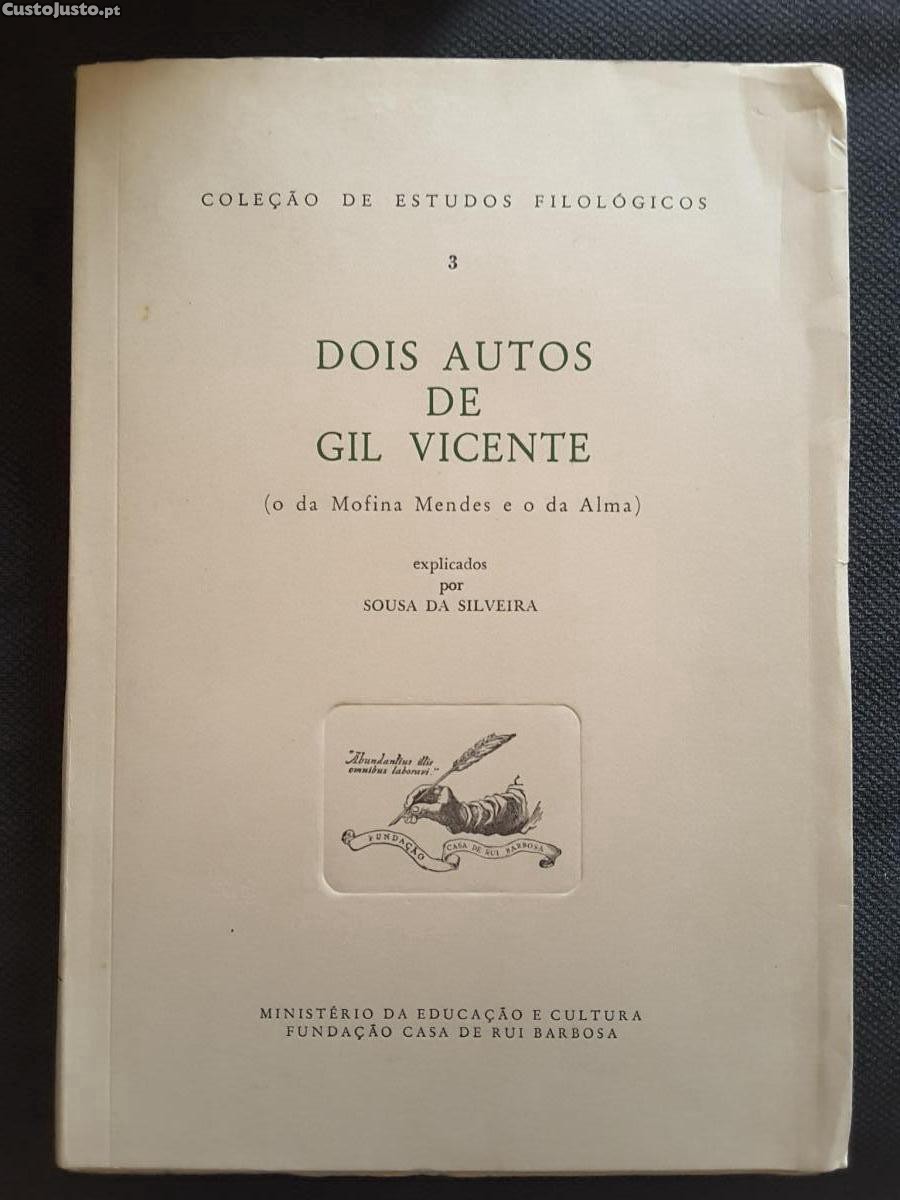 CustoJusto.pt
COLEÇÃO DE ESTUDOS FILOLÓGICOS
3
DOIS AUTOS
DE
GIL VICENTE
(o da Mofina Mendes e o da Alma)
explicados
por
SOUSA DA SILVEIRA
"Abundantius illis
omnibus laboravi."
FUNDAÇÃO
CASA DE RUI BARBOSA
MINISTÉRIO DA EDUCAÇÃO E CULTURA
FUNDAÇÃO CASA DE RUI BARBOSA